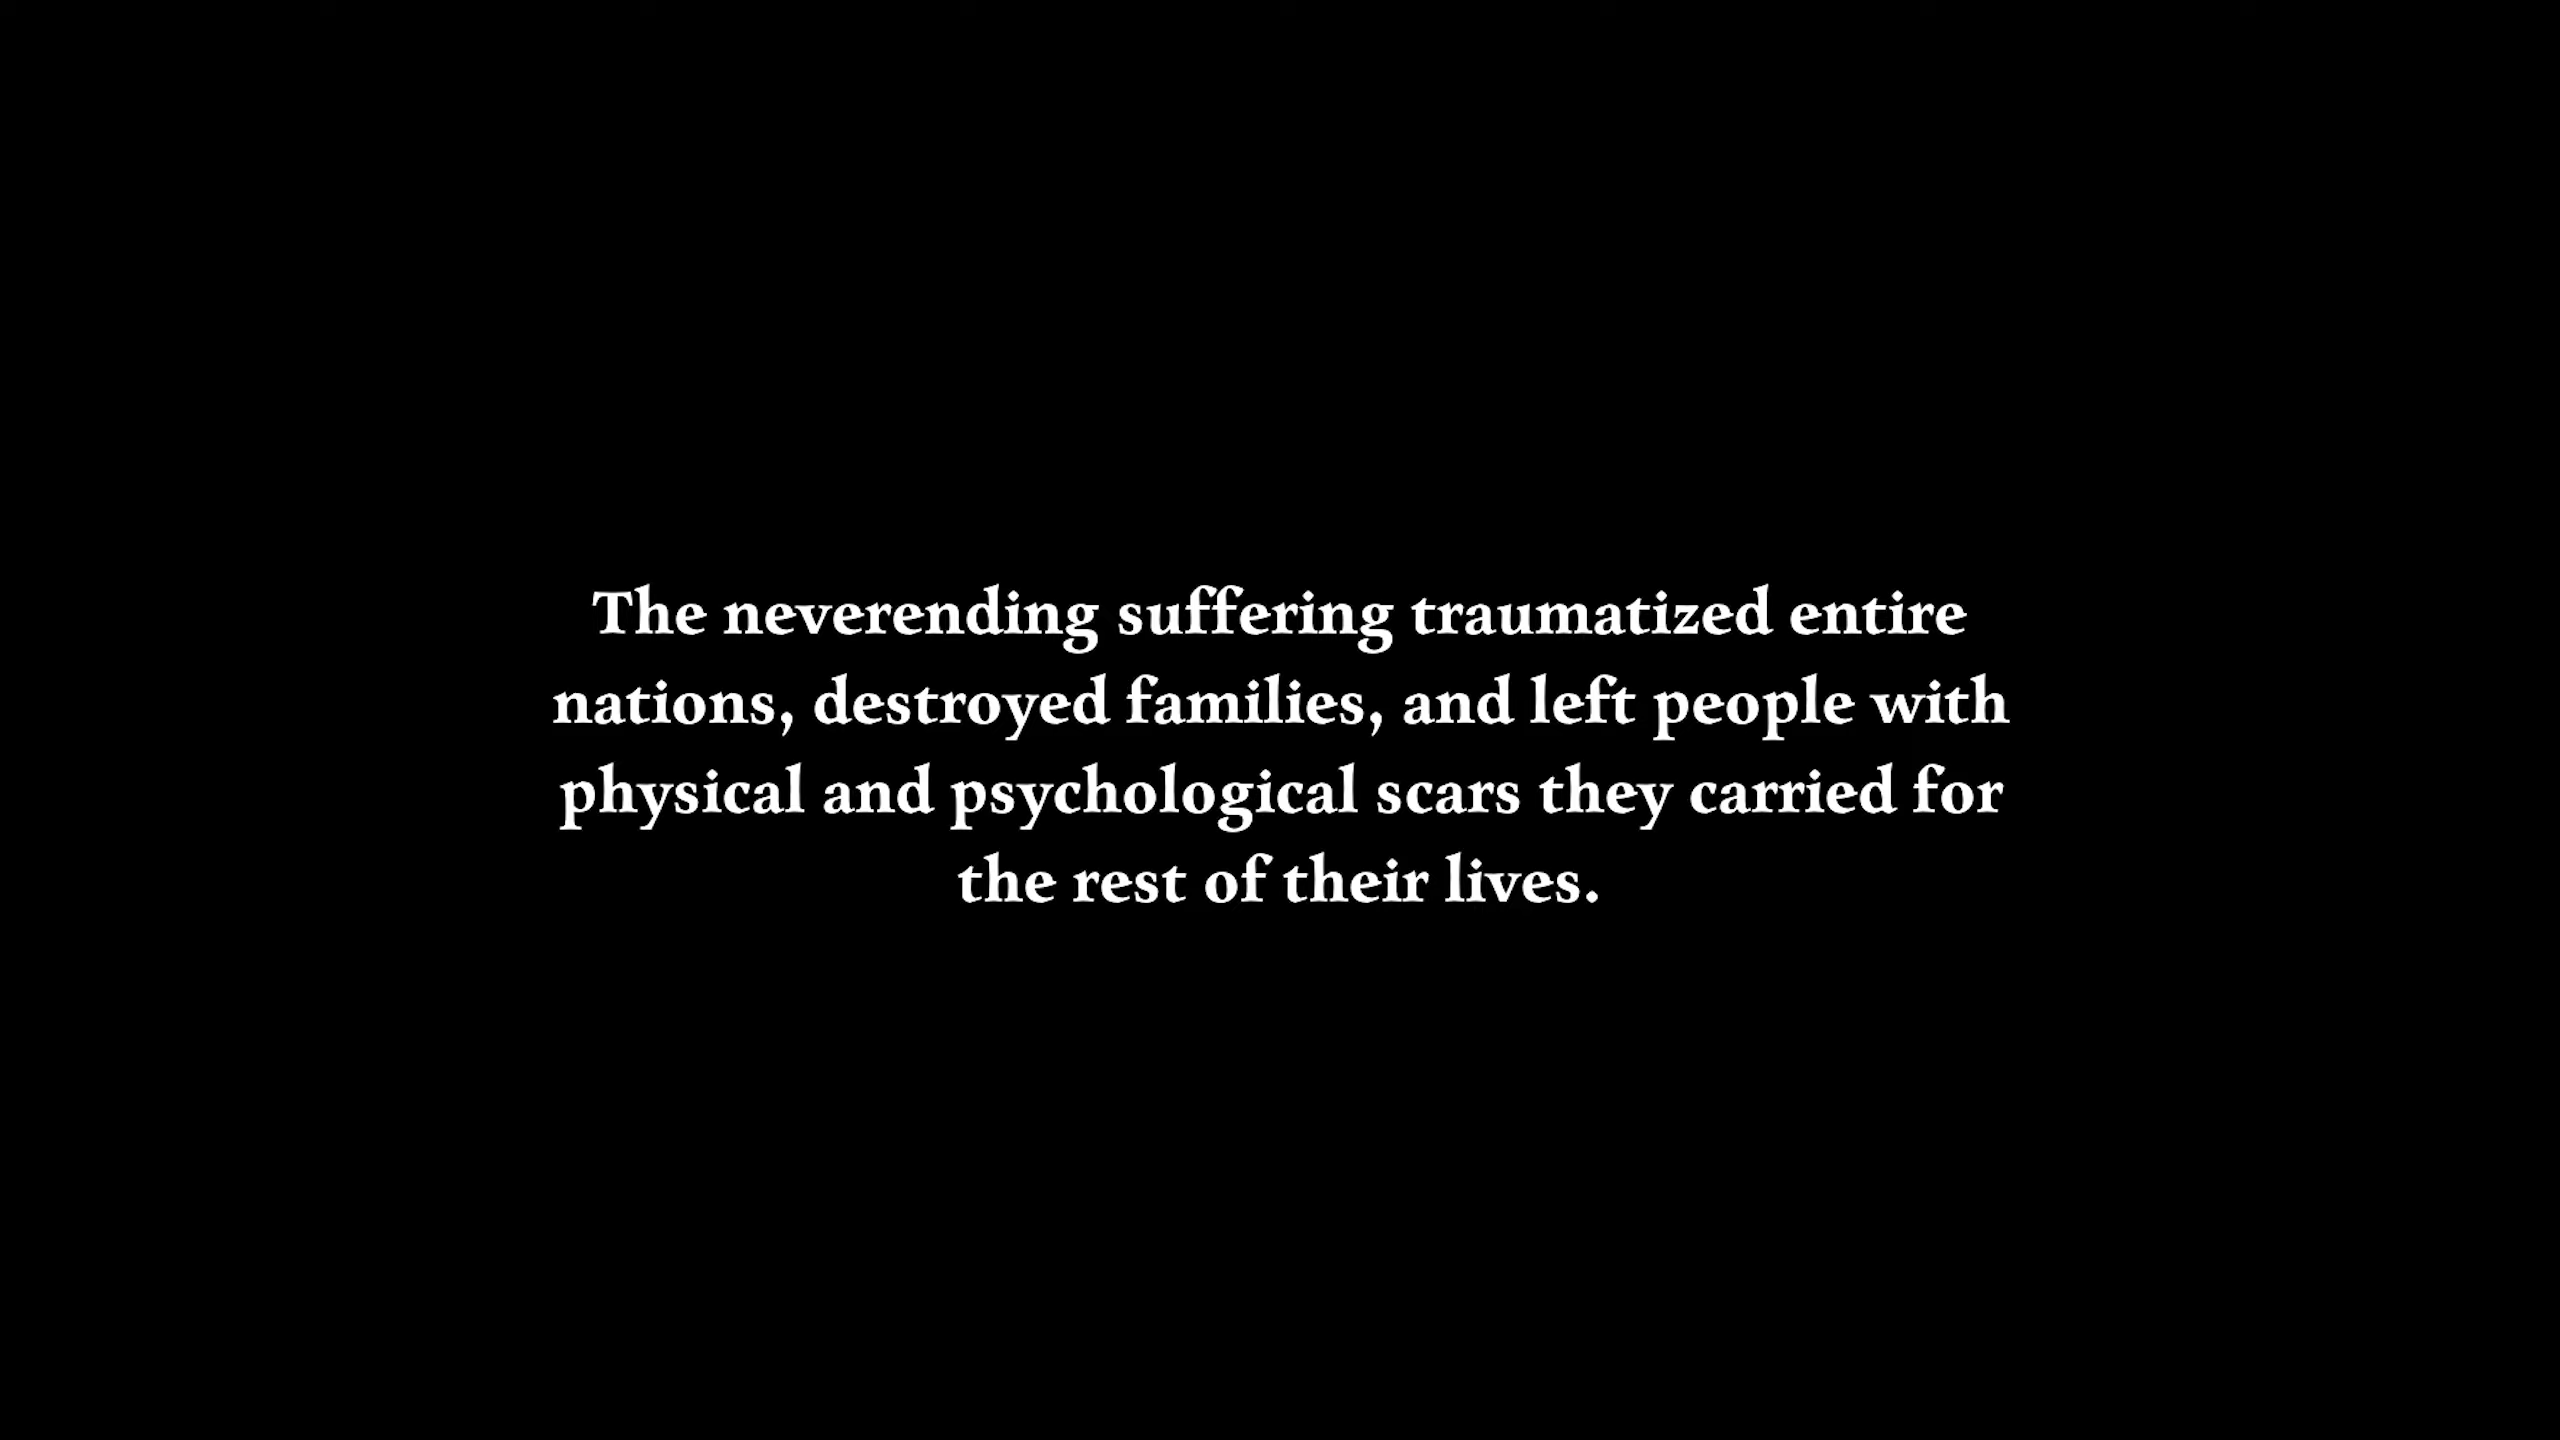 The neverending suffering traumatized entire
nations, destroyed families, and left people with
physical and psychological scars they carried for
the rest of their lives.